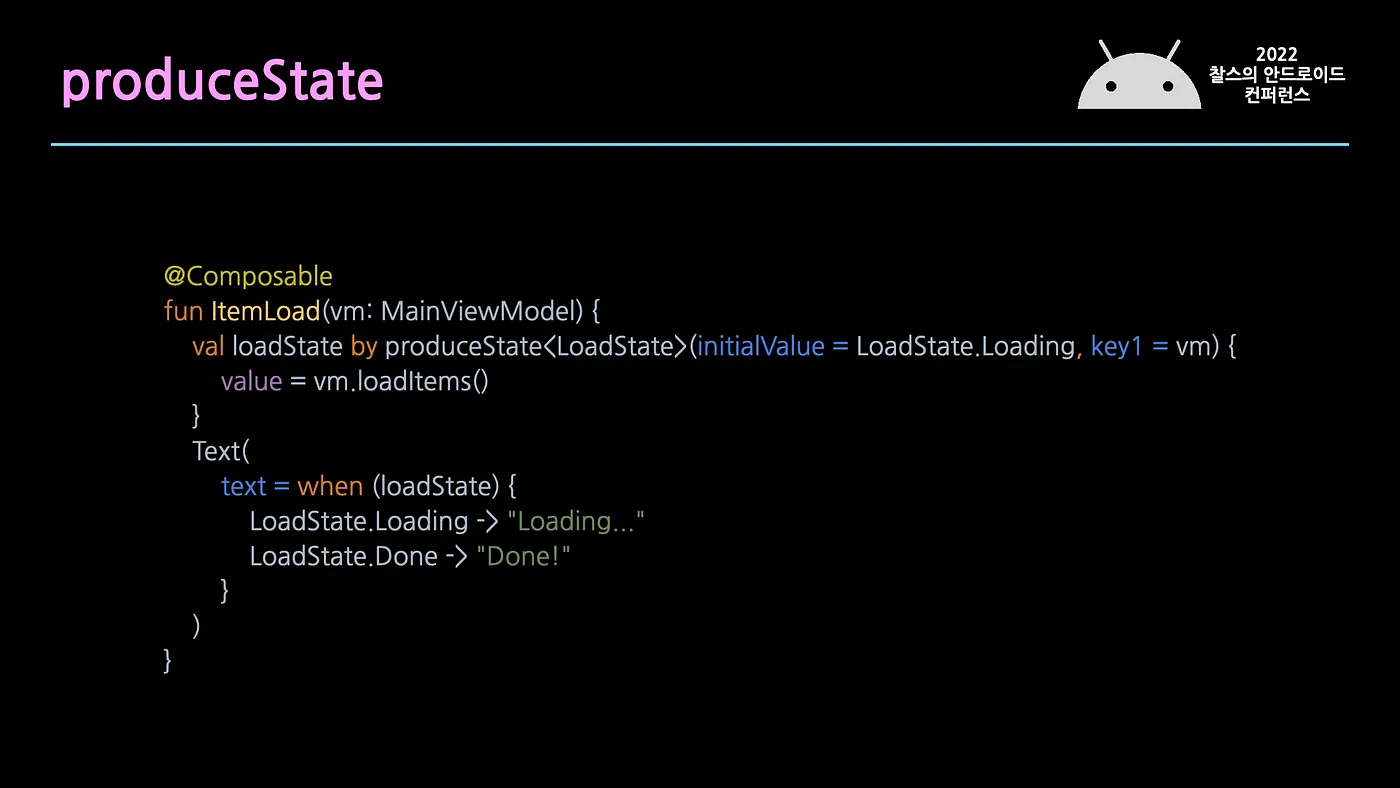 produceState
2022
찰스의 안드로이드
컨퍼런스
@Composable
fun ItemLoad(vm: MainViewModel) {
    val loadState by produceState<LoadState>(initialValue = LoadState.Loading, key1 = vm) {
        value = vm.loadItems()
    }
    Text(
        text = when (loadState) {
            LoadState.Loading -> "Loading..."
            LoadState.Done -> "Done!"
        }
    )
}